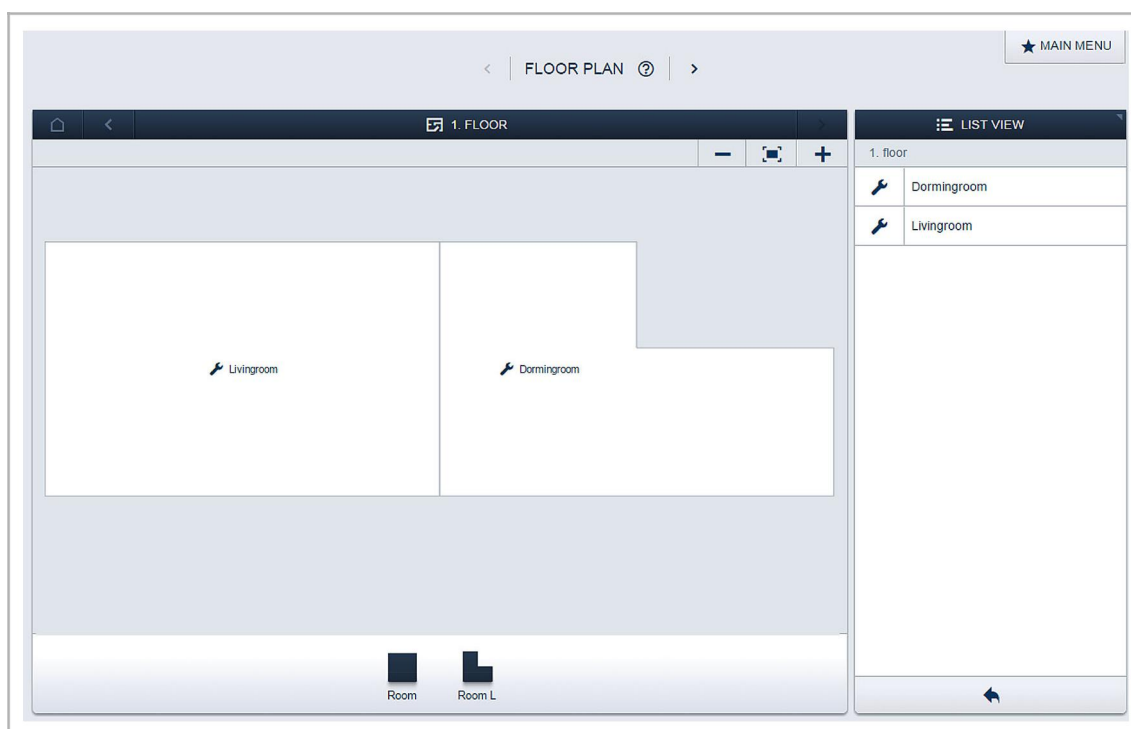 MAIN MENU
FLOOR PLAN
1. FLOOR
LIST VIEW
1. floor
Dormingroom
Livingroom
Livingroom
Dormingroom
Room
Room L